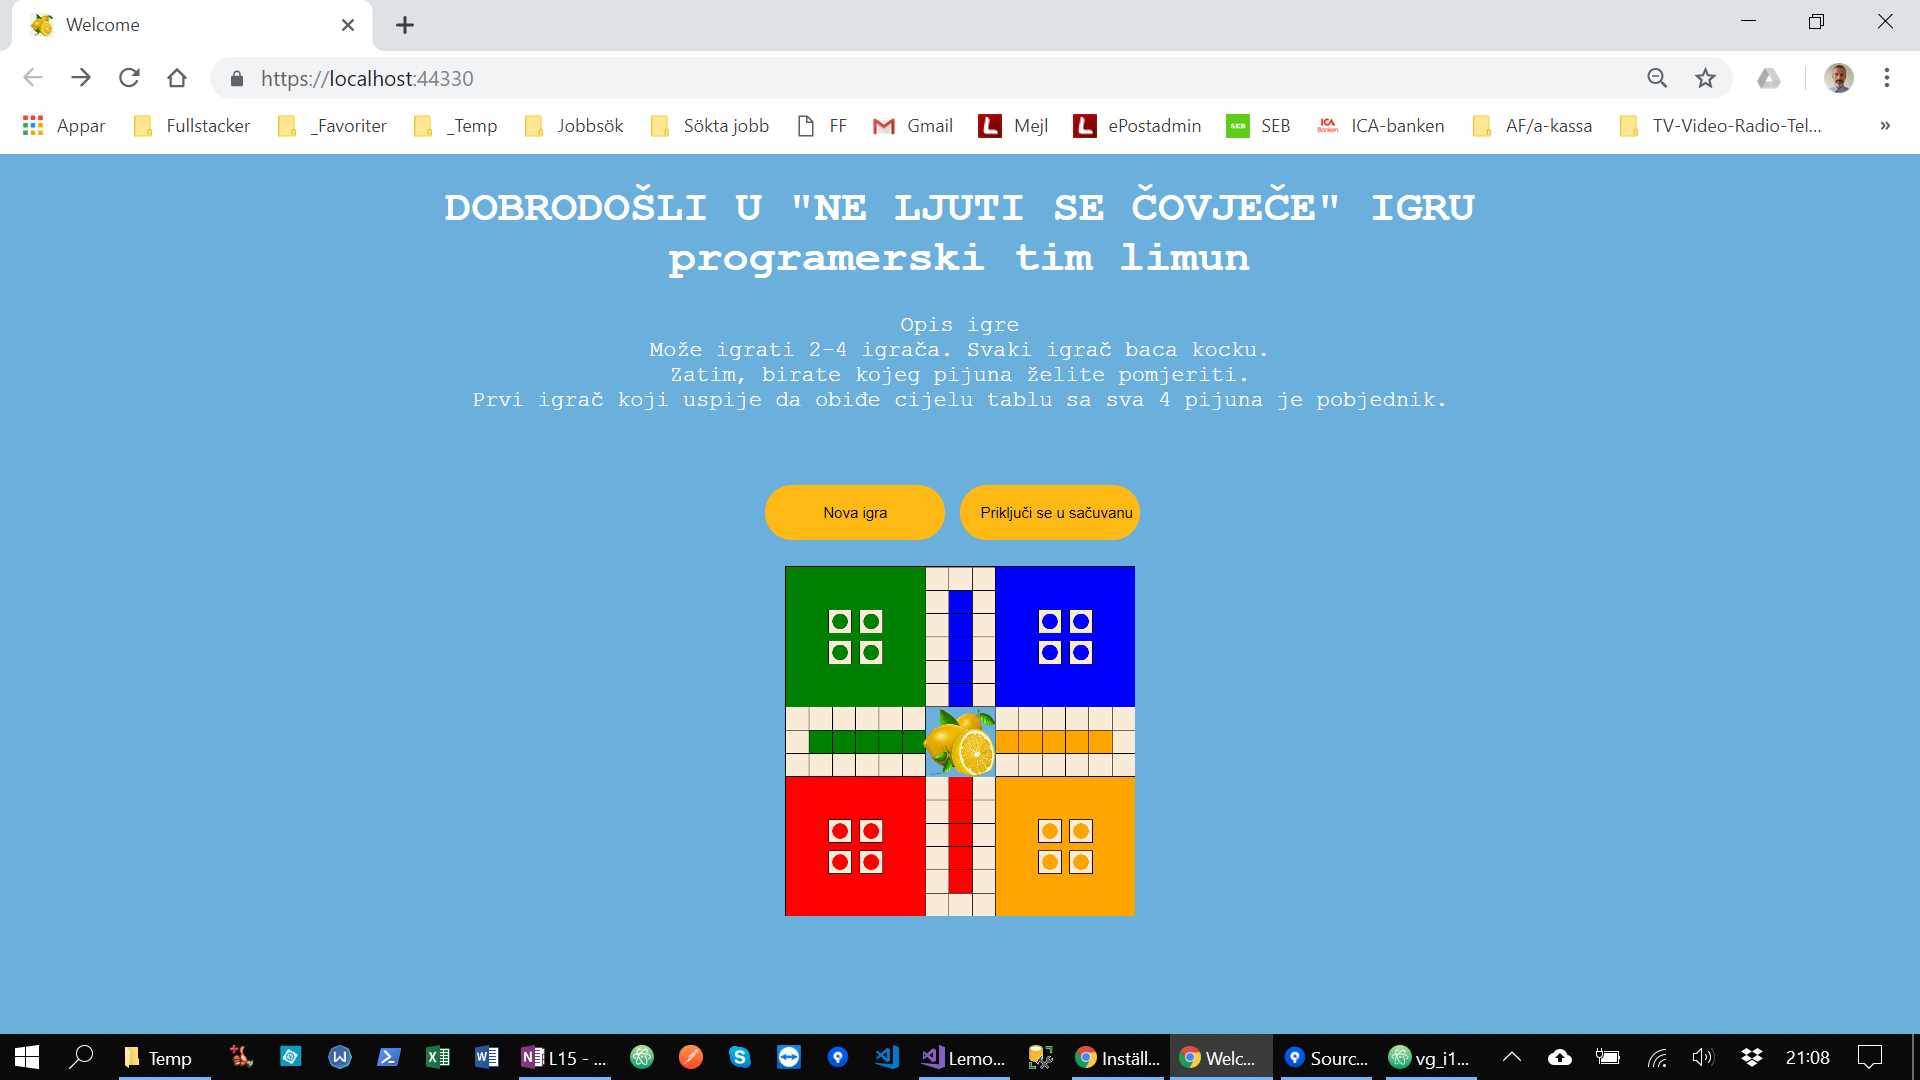 Welcome
https://localhost:44330
Appar
Fullstacker
_Favoriter
_Temp
Jobbsök
Sökta jobb
FF
Gmail
Mejl
ePostadmin
SEB
SEB
ICA Banken
ICA-banken
AF/a-kassa
TV-Video-Radio-Tel...
»
DOBRODOŠLI U "NE LJUTI SE ČOVJEČE" IGRU
programerski tim limun
Opis igre
Može igrati 2-4 igrača. Svaki igrač baca kocku.
Zatim, birate kojeg pijuna želite pomjeriti.
Prvi igrač koji uspije da obiđe cijelu tablu sa sva 4 pijuna je pobjednik.
Nova igra
Priključi se u sačuvanu
Temp
L15 - ...
Lemo...
Inställ...
Welc...
Sourc...
vg_i1...
21:08